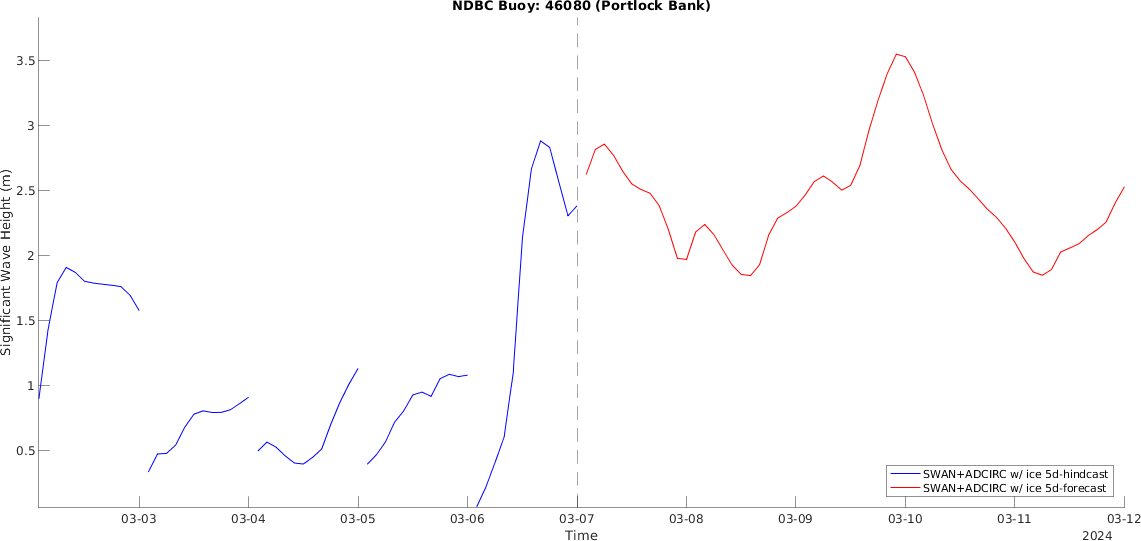 NDBC Buoy: 46080 (Portlock Bank)
3.5
3
2.5
2
1.5
1
0.5
Significant Wave Height (m)
SWAN+ADCIRC w/ ice 5d-hindcast
SWAN+ADCIRC w/ ice 5d-forecast
03-03 03-04 03-05 03-06 03-07 03-08 03-09 03-10 03-11 03-12
Time
2024